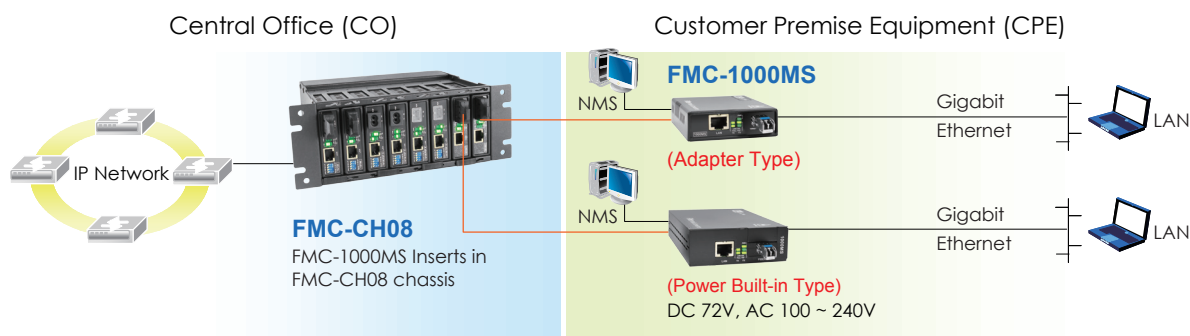 Central Office (CO)
Customer Premise Equipment (CPE)
IP Network
FMC-CH08
FMC-1000MS Inserts in
FMC-CH08 chassis
NMS
FMC-1000MS
(Adapter Type)
Gigabit
Ethernet
LAN
NMS
(Power Built-in Type)
DC 72V, AC 100 ~ 240V
Gigabit
Ethernet
LAN